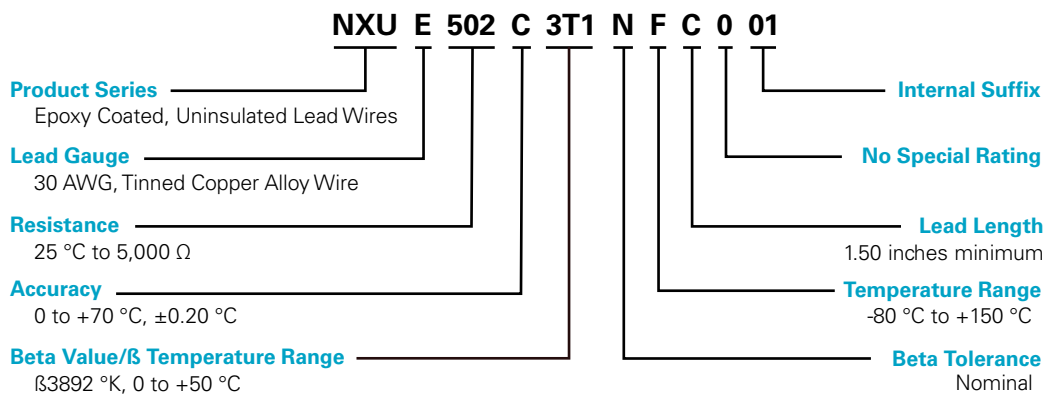 NXU E 502 C 3T1 N F C 0 01
Product Series
Epoxy Coated, Uninsulated Lead Wires
Lead Gauge
30 AWG, Tinned Copper Alloy Wire
Resistance
25 °C to 5,000 Ω
Accuracy
0 to +70 °C, ±0.20 °C
Beta Value/ß Temperature Range
ß3892 °K, 0 to +50 °C
Internal Suffix
No Special Rating
Lead Length
1.50 inches minimum
Temperature Range
-80 °C to +150 °C
Beta Tolerance
Nominal